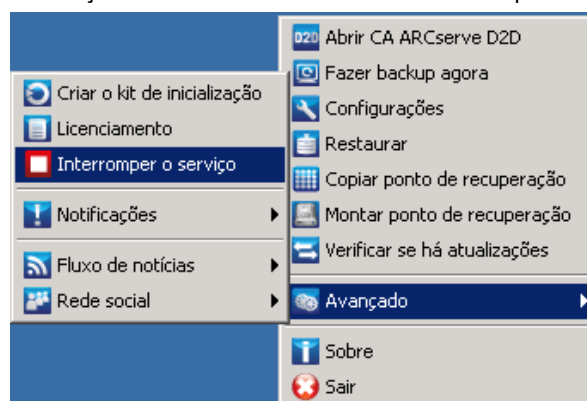 D2D Abrir CA ARCserve D2D
Fazer backup agora
Configurações
Restaurar
Copiar ponto de recuperação
Montar ponto de recuperação
Verificar se há atualizações
Avançado
Sobre
Sair
Criar o kit de inicialização
Licenciamento
Interromper o serviço
Notificações
Fluxo de notícias
Rede social